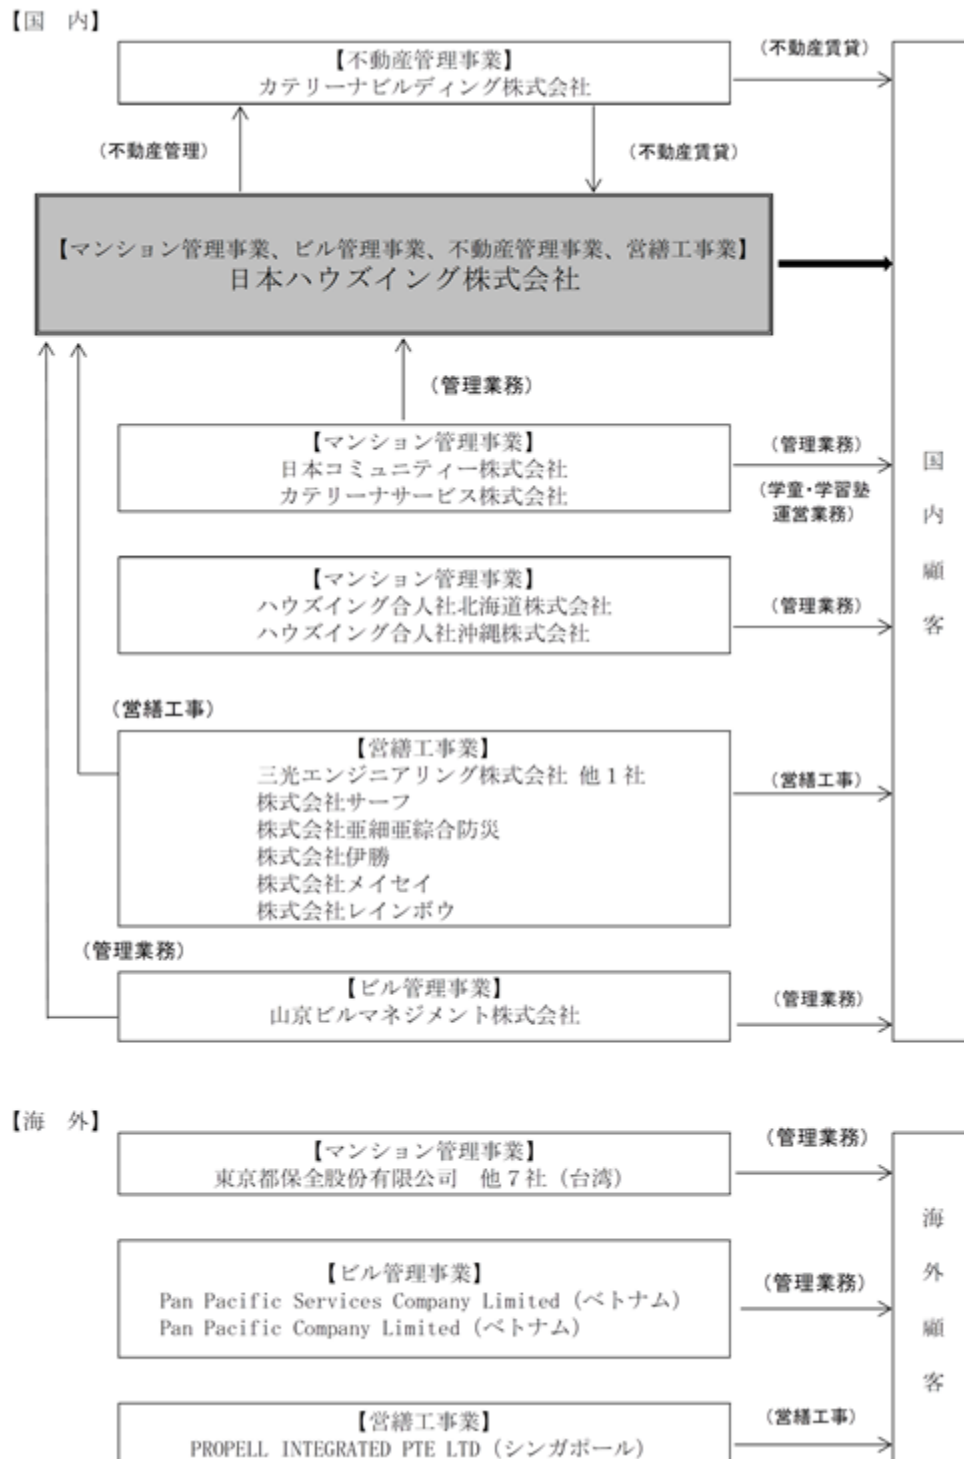 【国　内】
【不動産管理事業】
カテリーナビルディング株式会社
（不動産賃貸）
（不動産管理）
（不動産賃貸）
【マンション管理事業、ビル管理事業、不動産管理事業、営繕工事業】
日本ハウズイング株式会社
（管理業務）
【マンション管理事業】
日本コミュニティー株式会社
カテリーナサービス株式会社
（管理業務）
（学童・学習塾
運営業務）
【マンション管理事業】
ハウズイング合人社北海道株式会社
ハウズイング合人社沖縄株式会社
（管理業務）
（営繕工事）
【営繕工事業】
三光エンジニアリング株式会社 他１社
株式会社サーフ
株式会社亜細亜綜合防災
株式会社伊勝
株式会社メイセイ
株式会社レインボウ
（営繕工事）
（管理業務）
【ビル管理事業】
山京ビルマネジメント株式会社
（管理業務）
国内顧客
【海　外】
【マンション管理事業】
東京都保全股份有限公司　他７社（台湾）
（管理業務）
【ビル管理事業】
Pan Pacific Services Company Limited（ベトナム）
Pan Pacific Company Limited（ベトナム）
（管理業務）
【営繕工事業】
PROPELL INTEGRATED PTE LTD（シンガポール）
（営繕工事）
海外顧客